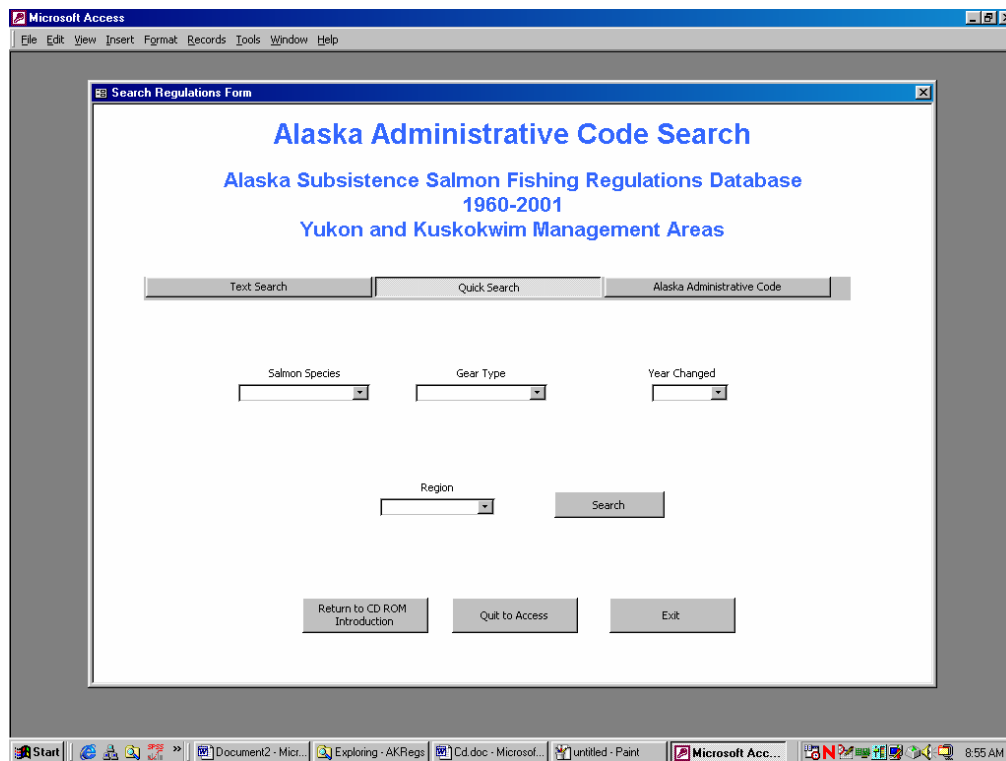 Microsoft Access
File Edit View Insert Format Records Tools Window Help
Search Regulations Form
Alaska Administrative Code Search
Alaska Subsistence Salmon Fishing Regulations Database
1960-2001
Yukon and Kuskokwim Management Areas
Text Search Quick Search Alaska Administrative Code
Salmon Species Gear Type Year Changed
Region
Search
Return to CD ROM
Introduction
Quit to Access Exit
Start » Document2 - Micr... Exploring - AKRegs Cd.doc - Microsof... untitled - Paint Microsoft Acc... 8:55 AM